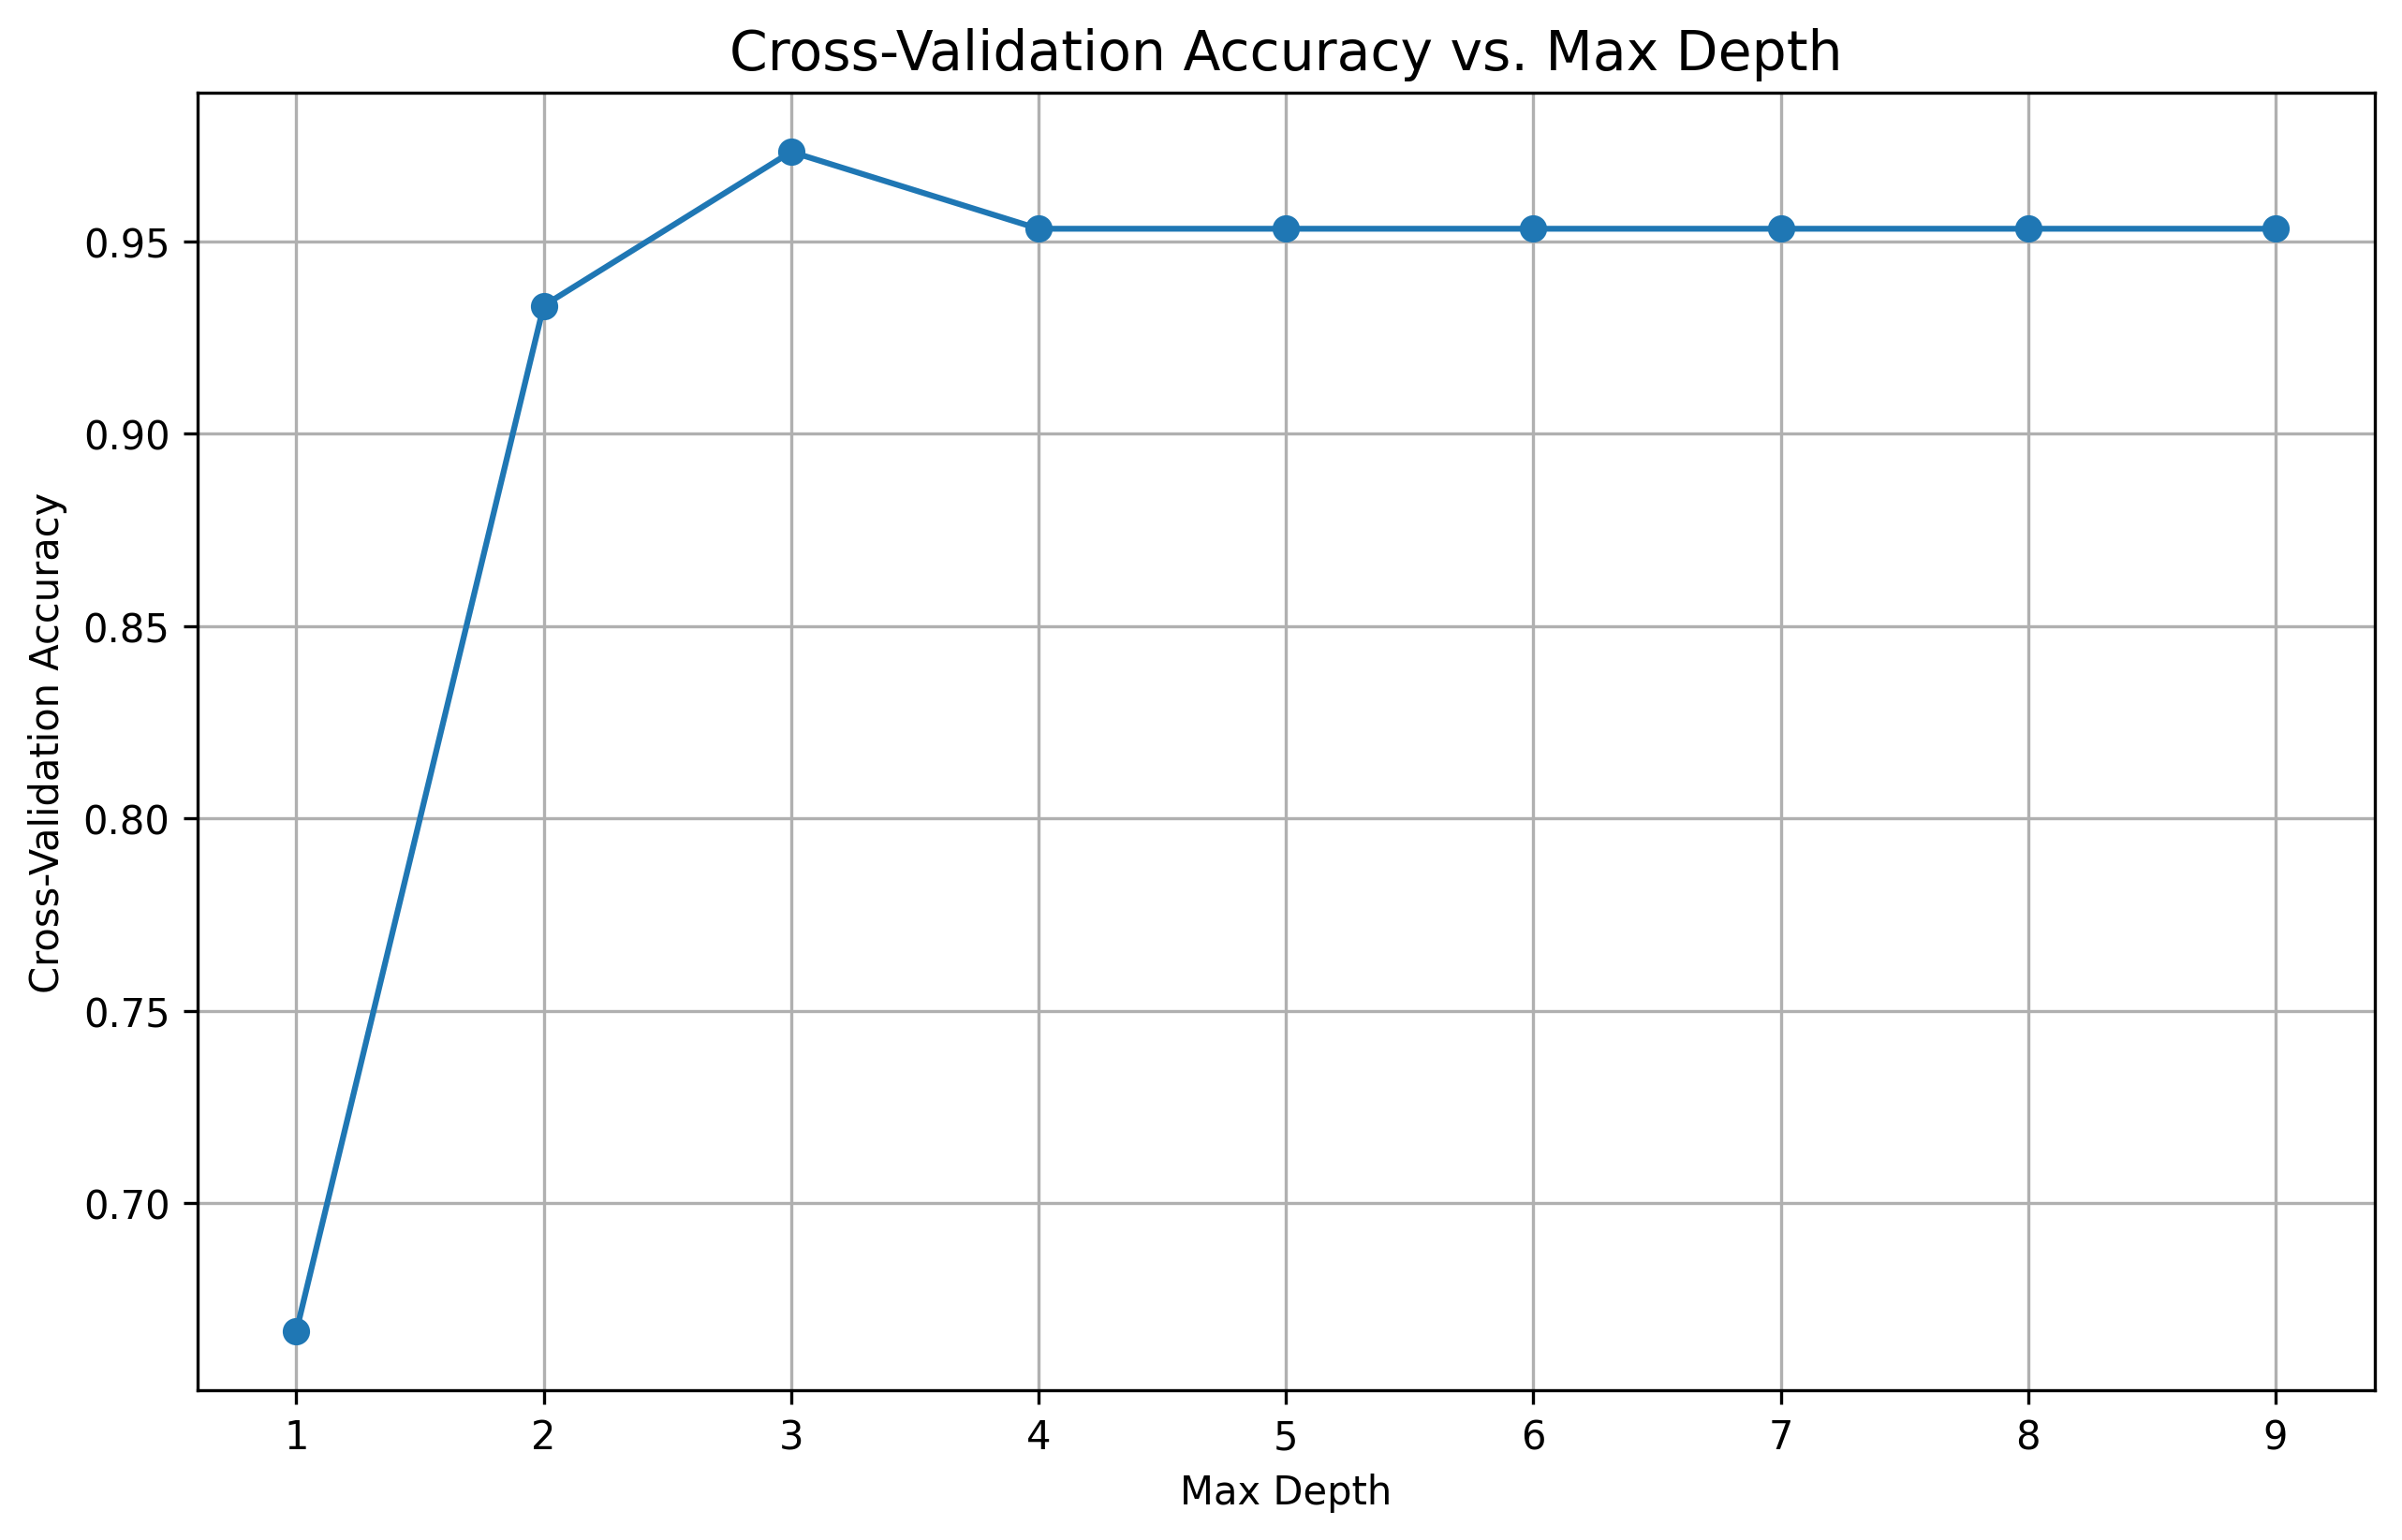 Cross-Validation Accuracy vs. Max Depth
Cross-Validation Accuracy
0.95
0.90
0.85
0.80
0.75
0.70
1 2 3 4 5 6 7 8 9
Max Depth